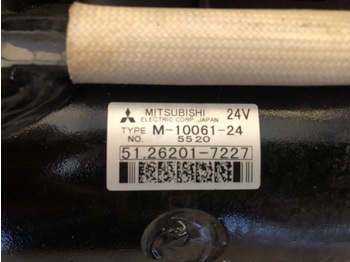 MITSUBISHI 24V
ELECTRIC CORP. JAPAN
TYPE M-10061-24
NO. 5520
51.26201-7227